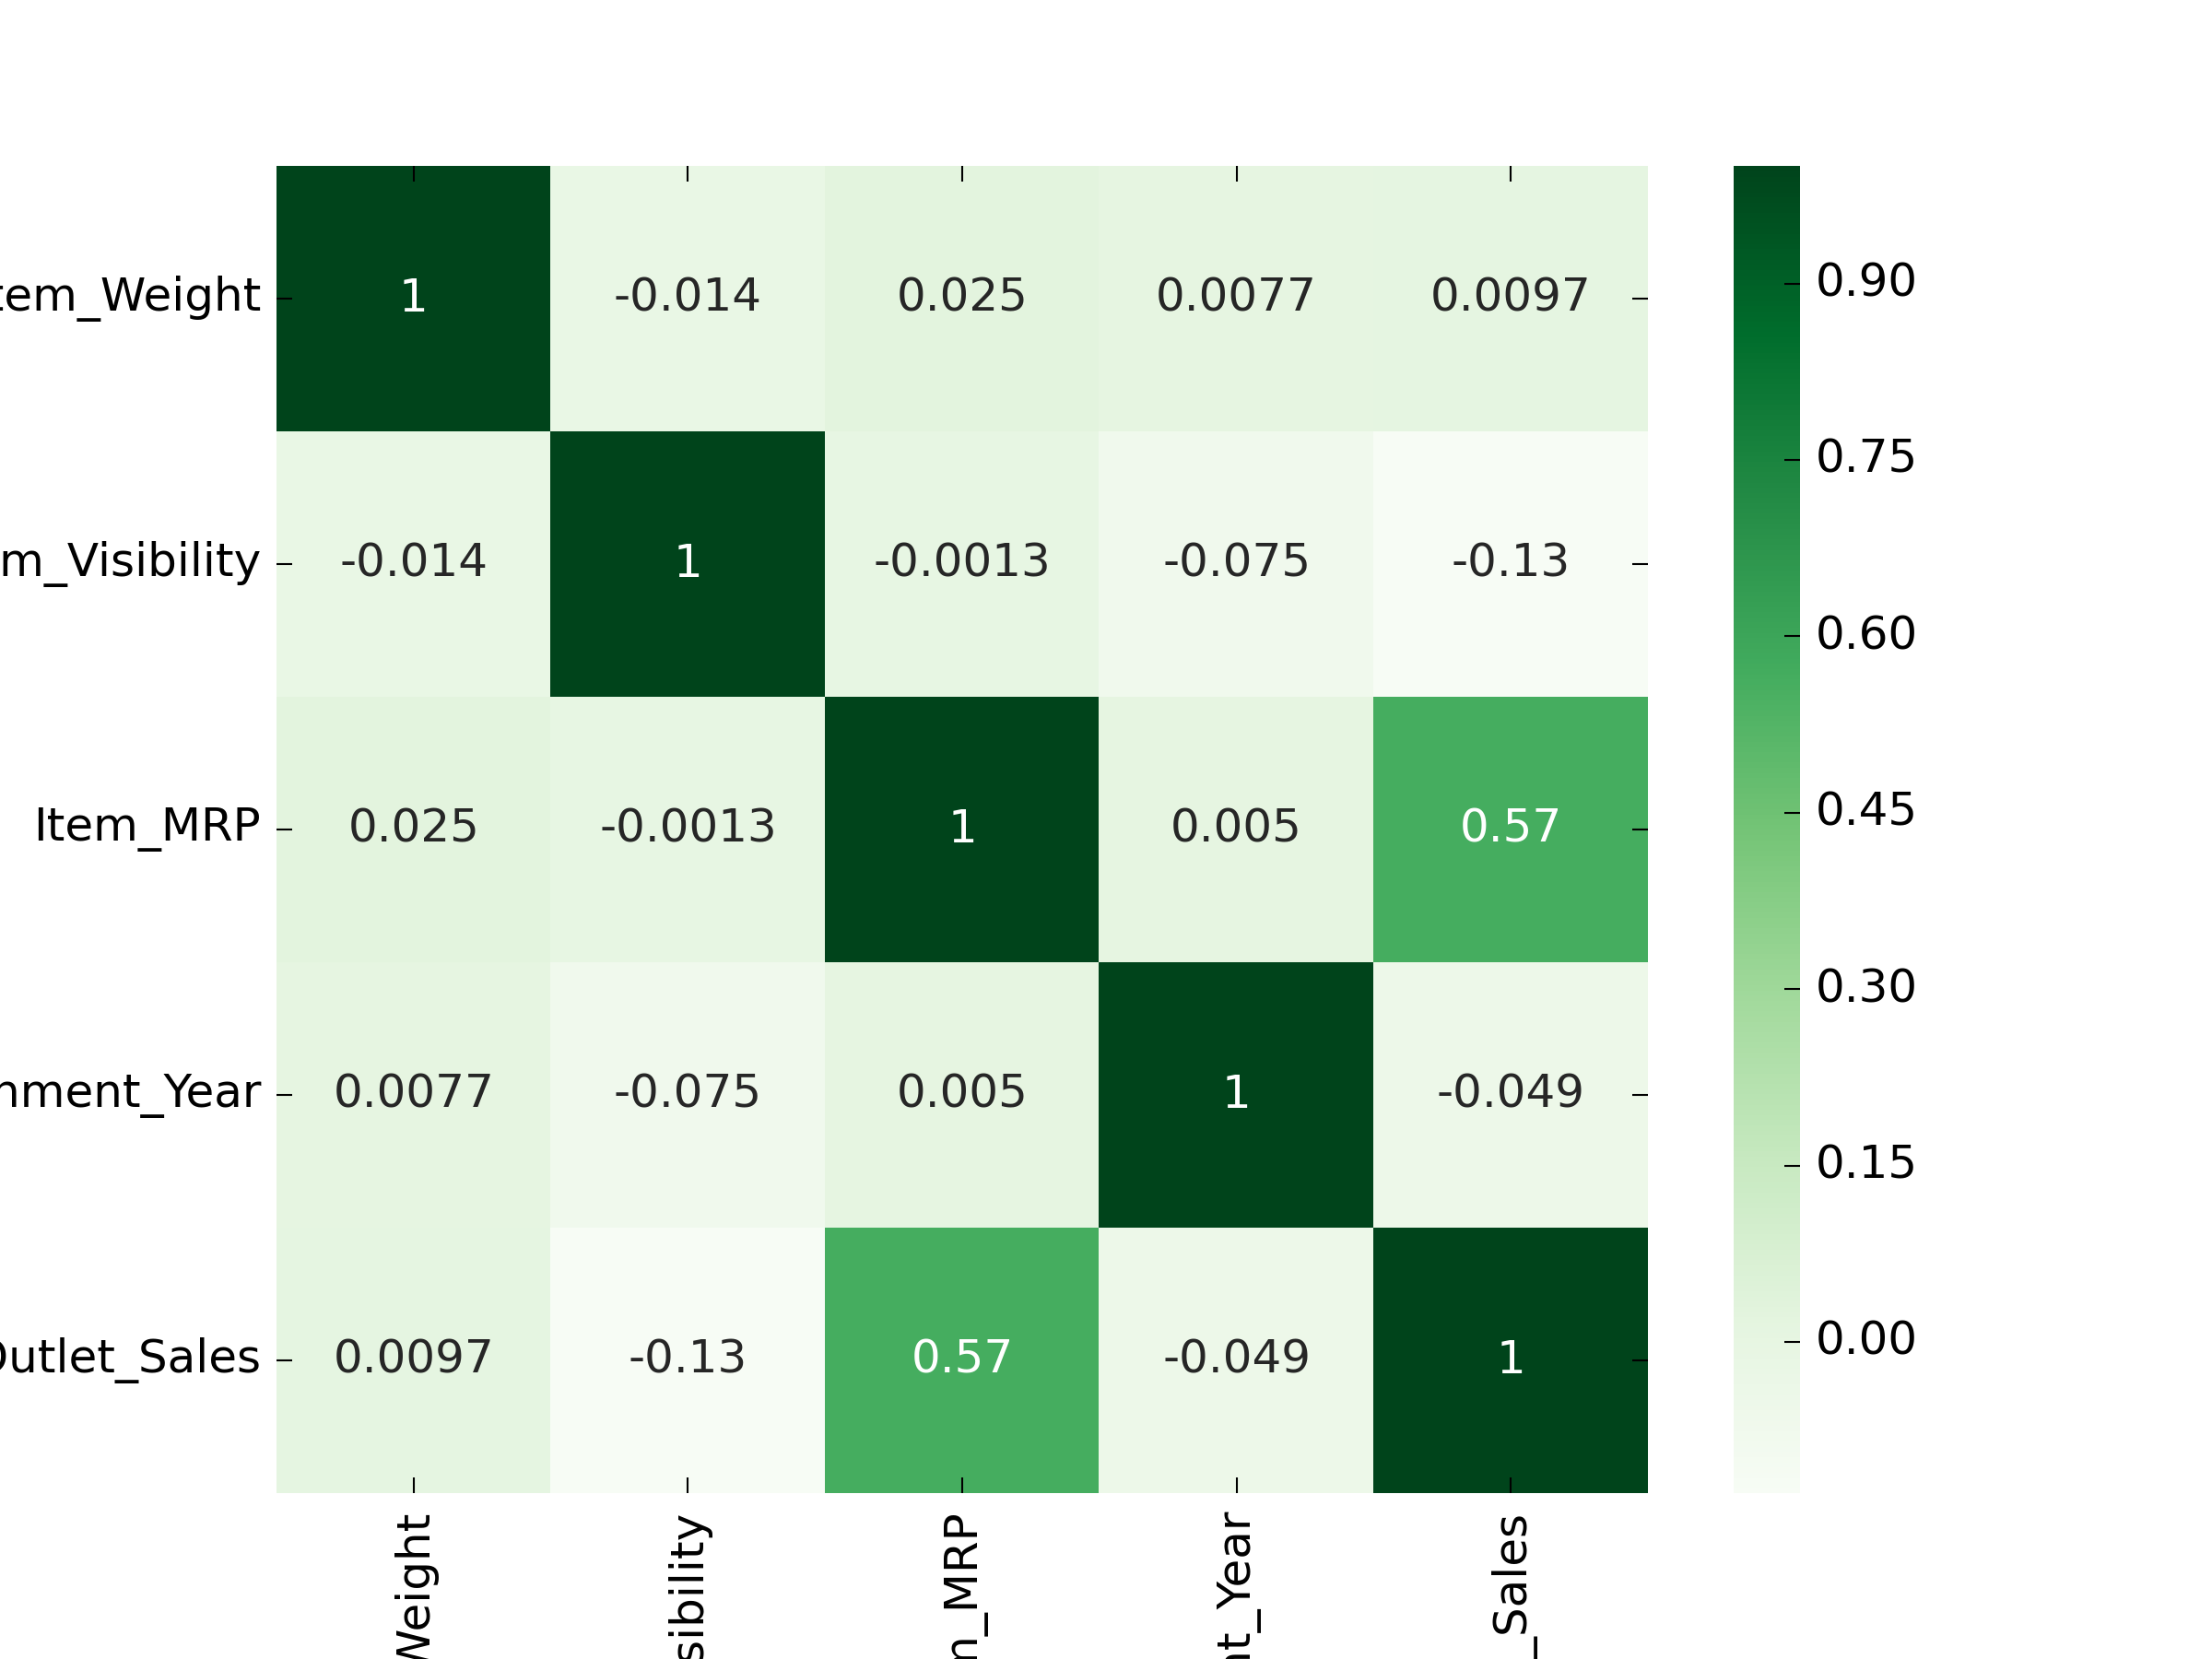 tem_Weight 1 -0.014 0.025 0.0077 0.0097
m_Visibility -0.014 1 -0.0013 -0.075 -0.13
Item_MRP 0.025 -0.0013 1 0.005 0.57
nment_Year 0.0077 -0.075 0.005 1 -0.049
Outlet_Sales 0.0097 -0.13 0.57 -0.049 1
Weight
sibility
m_MRP
nt_Year
_Sales
0.90
0.75
0.60
0.45
0.30
0.15
0.00